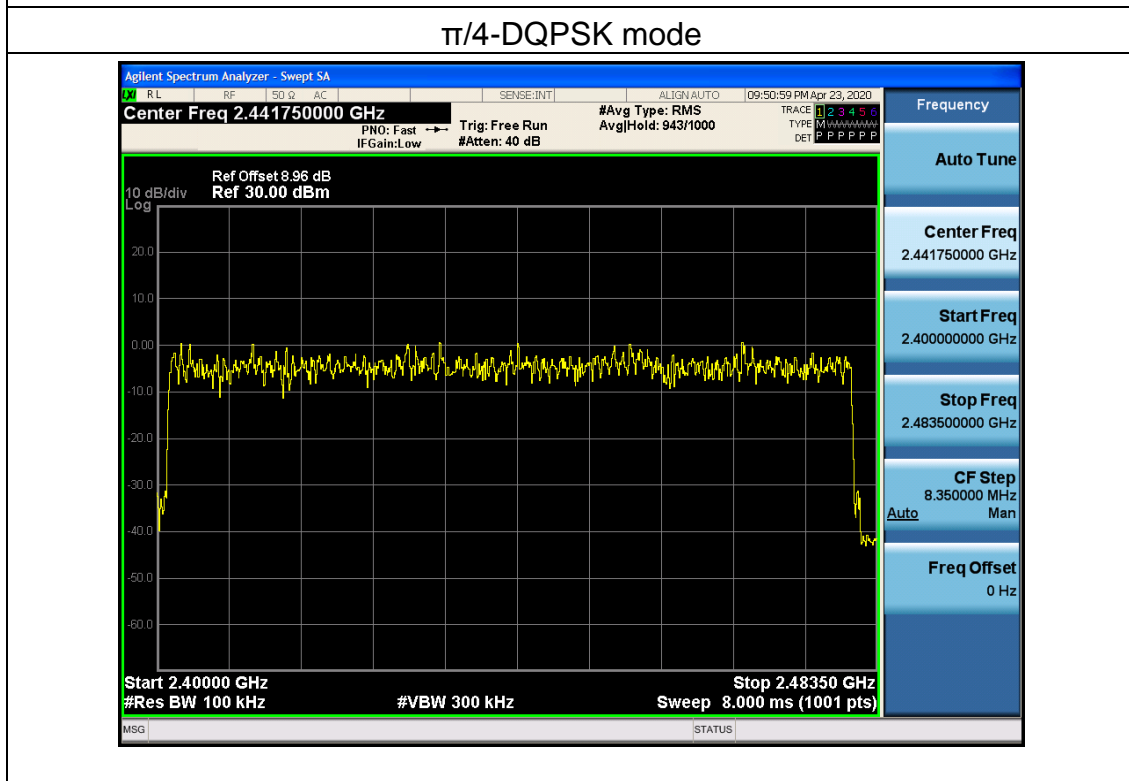 π/4-DQPSK mode
Agilent Spectrum Analyzer - Swept SA
LXI RL RF 50 Ω AC SENSE:INT ALIGN AUTO 09:50:59 PM Apr 23, 2020
Center Freq 2.441750000 GHz
PNO: Fast
IFGain:Low
Trig: Free Run
#Atten: 40 dB
#Avg Type: RMS
Avg|Hold: 943/1000
TRACE 1 2 3 4 5 6
TYPE M WWWWW
DET P P P P P P
Ref Offset 8.96 dB
10 dB/div Ref 30.00 dBm
Log
20.0
10.0
0.00
-10.0
-20.0
-30.0
-40.0
-50.0
-60.0
Start 2.40000 GHz Stop 2.48350 GHz
#Res BW 100 kHz #VBW 300 kHz Sweep 8.000 ms (1001 pts)
MSG STATUS
Frequency
Auto Tune
Center Freq
2.441750000 GHz
Start Freq
2.400000000 GHz
Stop Freq
2.483500000 GHz
CF Step
8.350000 MHz
Auto Man
Freq Offset
0 Hz